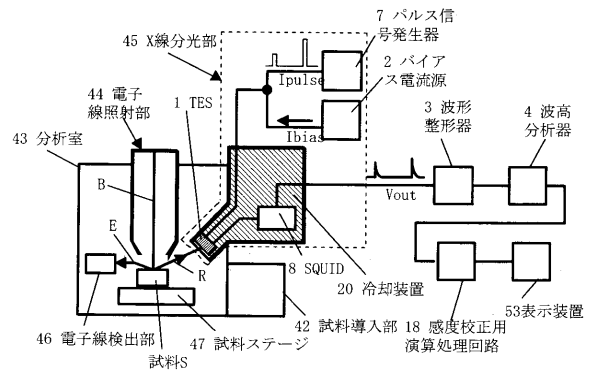 7 パルス信
号発生器
45 X線分光部
2 バイア
ス電流源
Ipulse
44 電子
線照射部
1 TES
3 波形
整形器
4 波高
分析器
43 分析室
Ibias
B
Vout
E
R
8 SQUID
20 冷却装置
53表示装置
46 電子線検出部
42 試料導入部
18 感度校正用
演算処理回路
47 試料ステージ
試料S